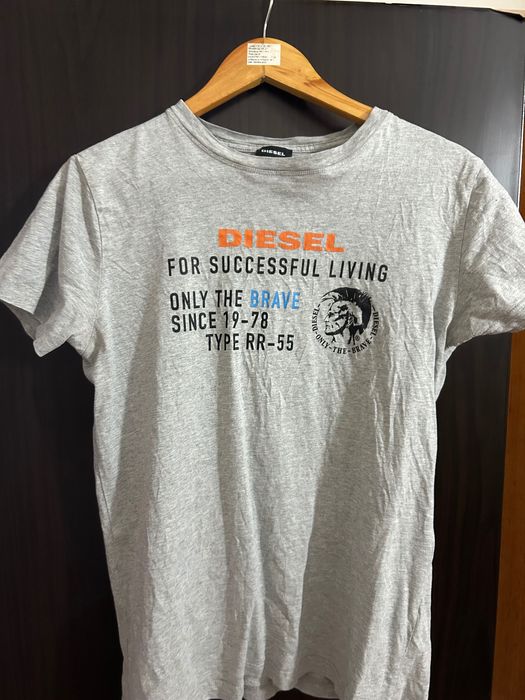 DIESEL
DIESEL
FOR SUCCESSFUL LIVING
ONLY THE BRAVE
SINCE 19-78
TYPE RR-55
DIESEL-ONLY-THE-BRAVE-DIESEL